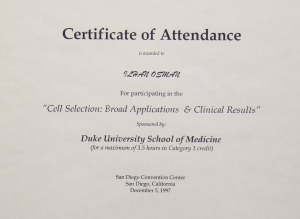 Certificate of Attendance
is awarded to
ILHAN OSMAN
For participating in the
"Cell Selection: Broad Applications & Clinical Results"
Sponsored by:
Duke University School of Medicine
(for a maximum of 3.5 hours in Category 1 credit)
San Diego Convention Center
San Diego, California
December 5, 1997